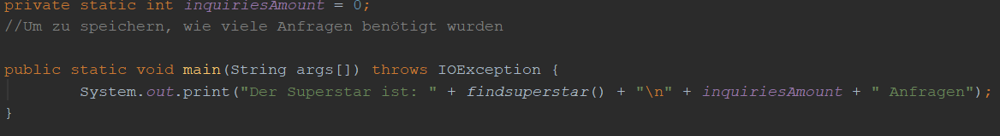 private static int inquiriesAmount = 0;
//Um zu speichern, wie viele Anfragen benötigt wurden
public static void main(String args[]) throws IOException {
System.out.print("Der Superstar ist: " + findsuperstar() + "\n" + inquiriesAmount + " Anfragen");
}